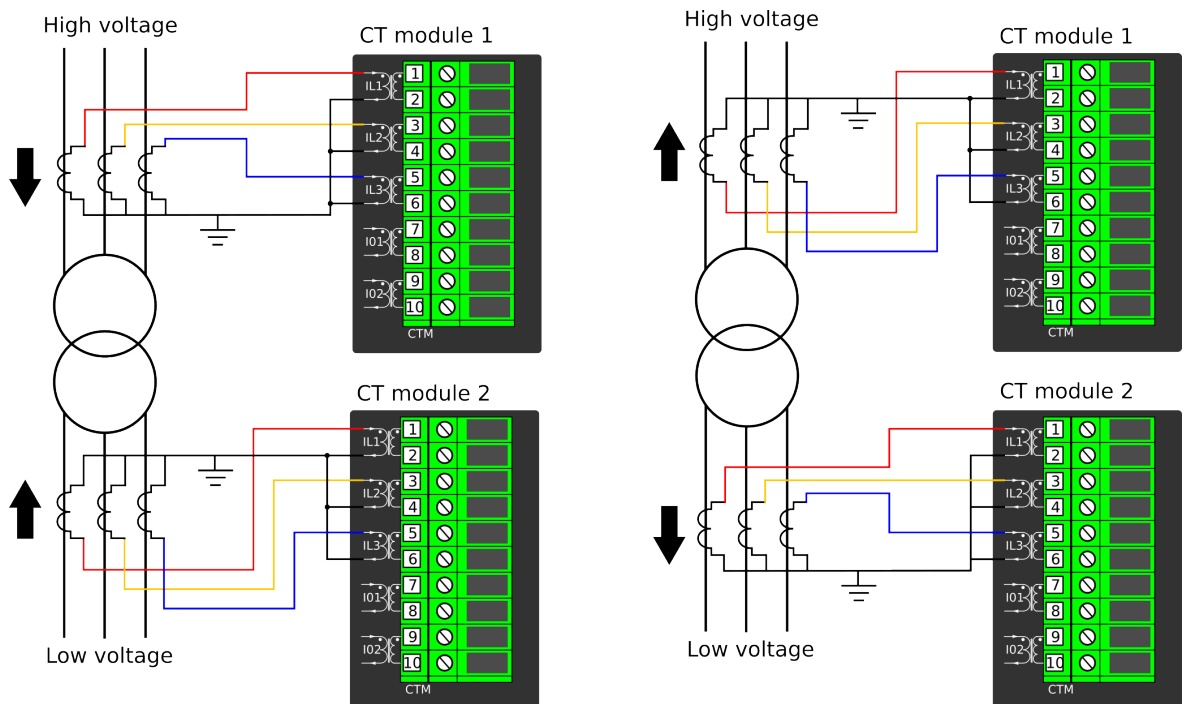 High voltage
CT module 1
IL1
1
2
IL2
3
4
IL3
5
6
I01
7
8
I02
9
10
CTM
CT module 2
IL1
1
2
IL2
3
4
IL3
5
6
I01
7
8
I02
9
10
CTM
Low voltage
High voltage
CT module 1
IL1
1
2
IL2
3
4
IL3
5
6
I01
7
8
I02
9
10
CTM
CT module 2
IL1
1
2
IL2
3
4
IL3
5
6
I01
7
8
I02
9
10
CTM
Low voltage